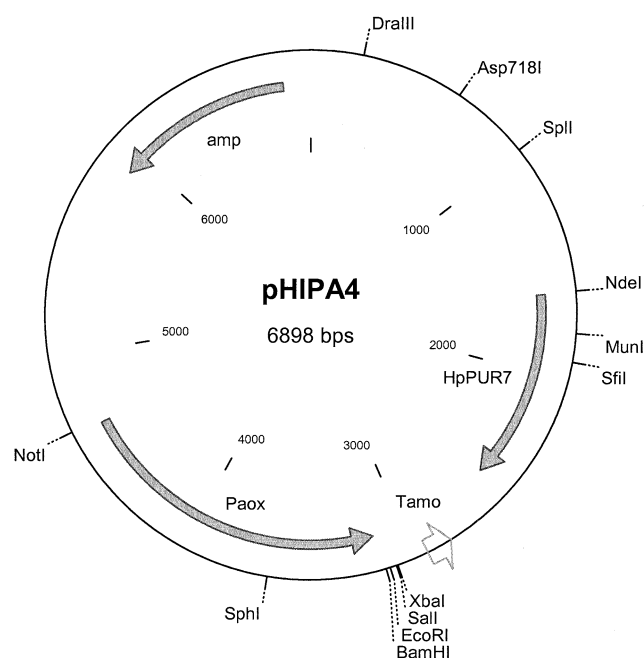 DraIII
Asp718I
SplI
amp
6000
1000
pHIPA4
6898 bps
NdeI
5000
2000
MunI
HpPUR7
SfiI
NotI
4000
3000
Paox
Tamo
SphI
XbaI
SalI
EcoRI
BamHI